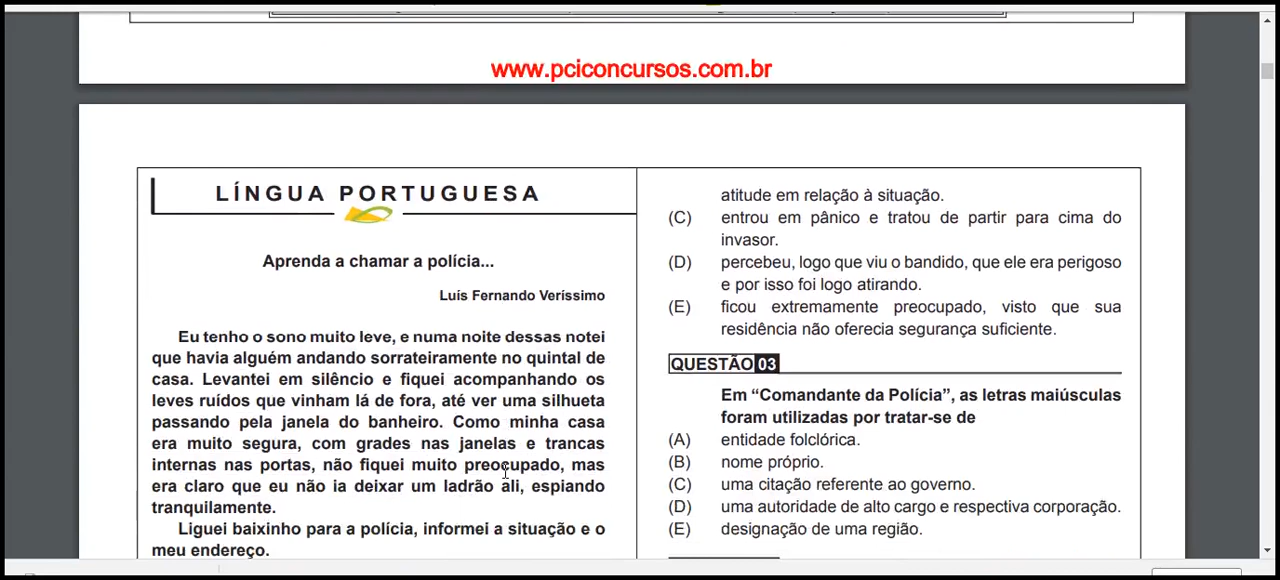 www.pciconcursos.com.br
LÍNGUA PORTUGUESA
Aprenda a chamar a polícia...
Luís Fernando Veríssimo
Eu tenho o sono muito leve, e numa noite dessas notei
que havia alguém andando sorrateiramente no quintal de
casa. Levantei em silêncio e fiquei acompanhando os
leves ruídos que vinham lá de fora, até ver uma silhueta
passando pela janela do banheiro. Como minha casa
era muito segura, com grades nas janelas e trancas
internas nas portas, não fiquei muito preocupado, mas
era claro que eu não ia deixar um ladrão ali, espiando
tranquilamente.
Liguei baixinho para a polícia, informei a situação e o
meu endereço.
atitude em relação à situação.
(C) entrou em pânico e tratou de partir para cima do
invasor.
(D) percebeu, logo que viu o bandido, que ele era perigoso
e por isso foi logo atirando.
(E) ficou extremamente preocupado, visto que sua
residência não oferecia segurança suficiente.
QUESTÃO 03
Em “Comandante da Polícia”, as letras maiúsculas
foram utilizadas por tratar-se de
(A) entidade folclórica.
(B) nome próprio.
(C) uma citação referente ao governo.
(D) uma autoridade de alto cargo e respectiva corporação.
(E) designação de uma região.